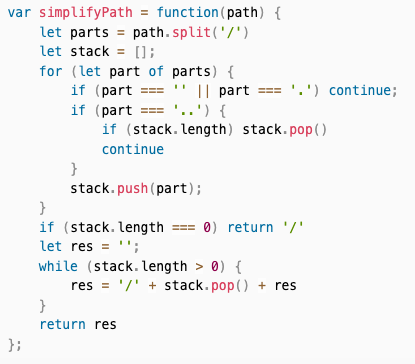 var simplifyPath = function(path) {
    let parts = path.split('/')
    let stack = [];
    for (let part of parts) {
        if (part === '' || part === '.') continue;
        if (part === '..') {
            if (stack.length) stack.pop()
            continue
        }
        stack.push(part);
    }
    if (stack.length === 0) return '/'
    let res = '';
    while (stack.length > 0) {
        res = '/' + stack.pop() + res
    }
    return res
};